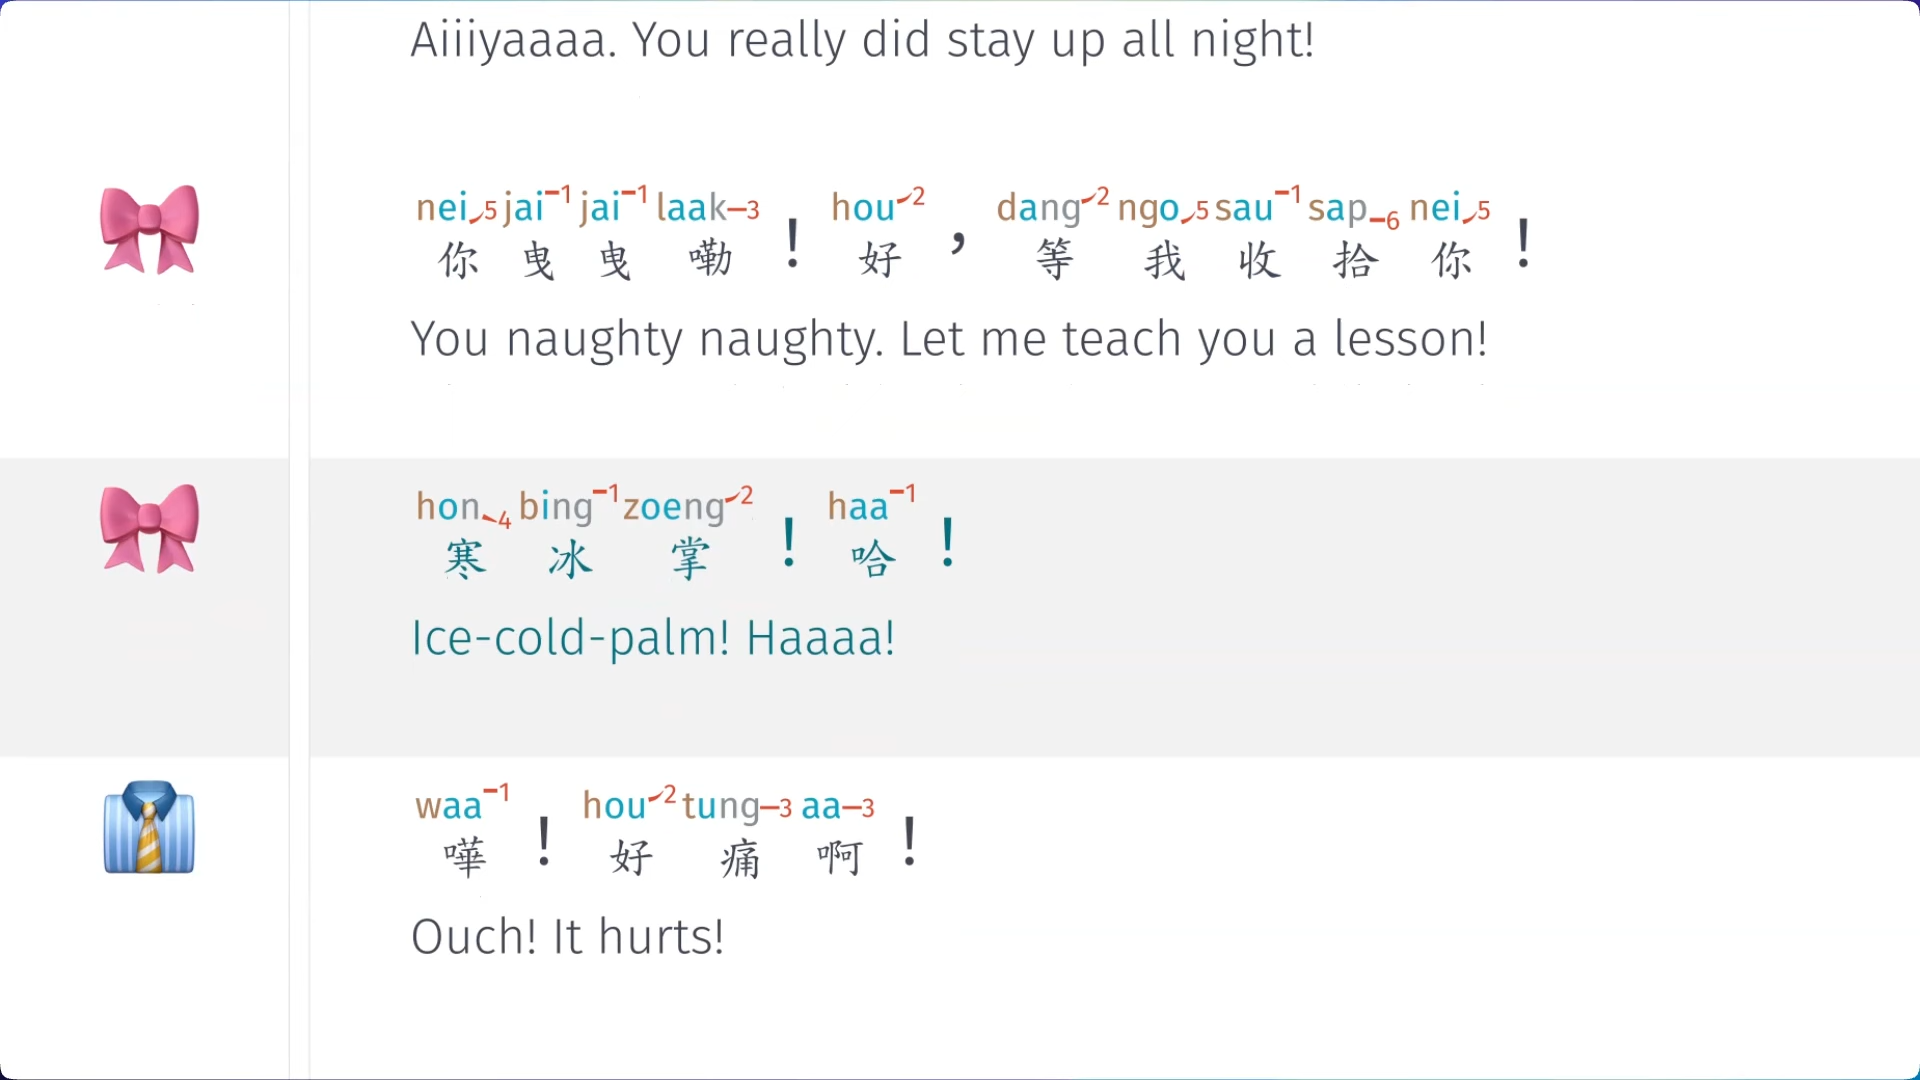 Aiiiyaaaa. You really did stay up all night!
nei5 jai1 jai1 laak3 hou2 dang2 ngo5 sau1 sap6 nei5
你曳曳嘞！好，等我收拾你！
You naughty naughty. Let me teach you a lesson!
hon4 bing1 zoeng2 haa1
寒冰掌！哈！
Ice-cold-palm! Haaaa!
waa1 hou2 tung3 aa3
嘩！好痛啊！
Ouch! It hurts!